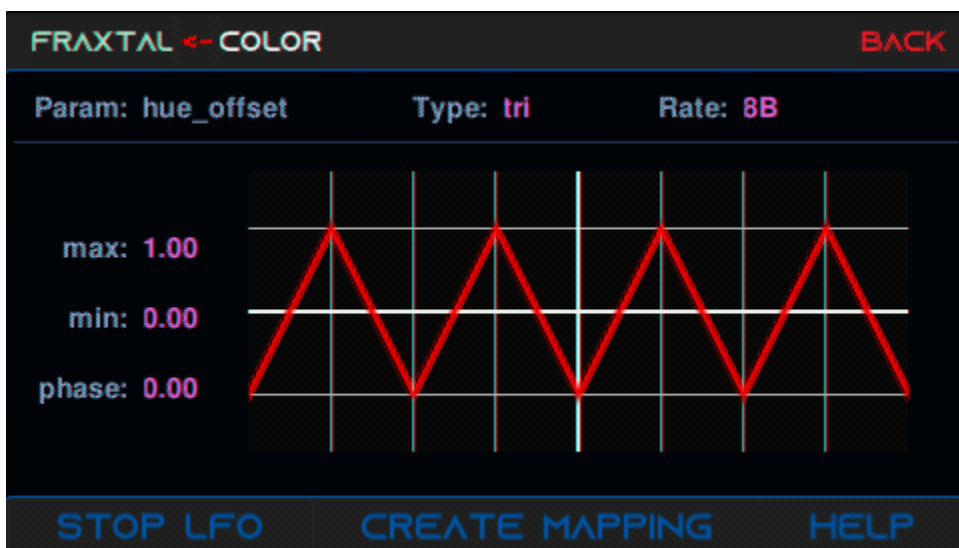 FRAXTAL <- COLOR BACK
Param: hue_offset Type: tri Rate: 8B
max: 1.00
min: 0.00
phase: 0.00
STOP LFO CREATE MAPPING HELP